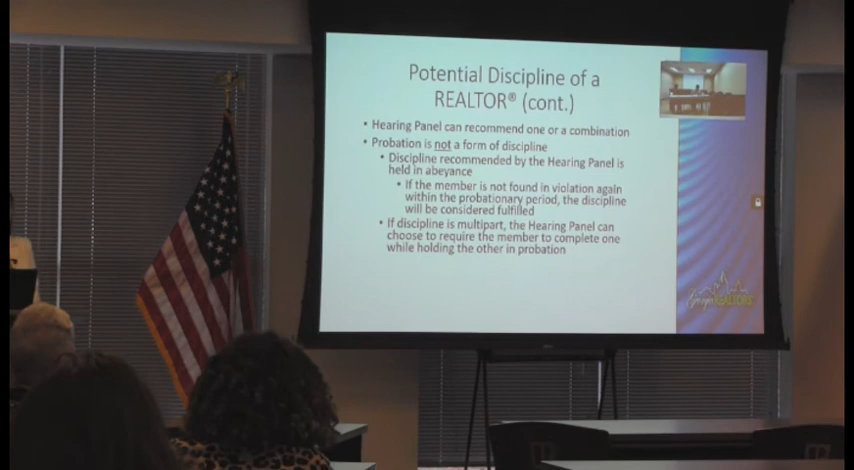 Potential Discipline of a
REALTOR® (cont.)
• Hearing Panel can recommend one or a combination
• Probation is not a form of discipline
• Discipline recommended by the Hearing Panel is
held in abeyance
• If the member is not found in violation again
within the probationary period, the discipline
will be considered fulfilled
• If discipline is multipart, the Hearing Panel can
choose to require the member to complete one
while holding the other in probation
Georgia REALTORS